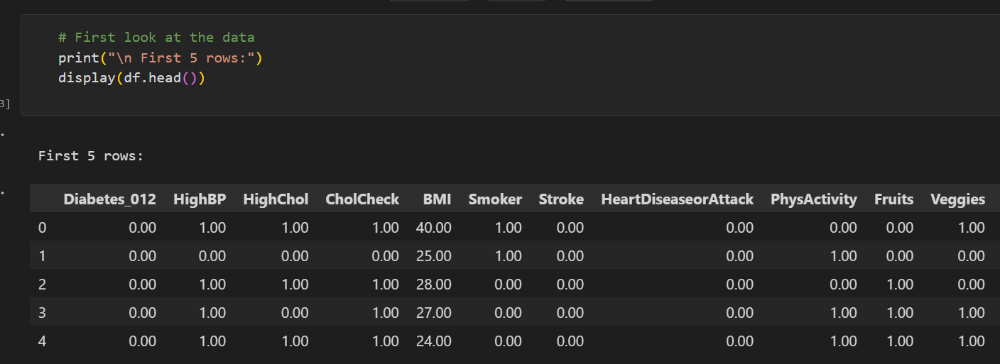 # First look at the data
print("\n First 5 rows:")
display(df.head())
3]
First 5 rows:
Diabetes_012 HighBP HighChol CholCheck BMI Smoker Stroke HeartDiseaseorAttack PhysActivity Fruits Veggies
0 0.00 1.00 1.00 1.00 40.00 1.00 0.00 0.00 0.00 0.00 1.00
1 0.00 0.00 0.00 0.00 25.00 1.00 0.00 0.00 1.00 0.00 0.00
2 0.00 1.00 1.00 1.00 28.00 0.00 0.00 0.00 0.00 1.00 0.00
3 0.00 1.00 0.00 1.00 27.00 0.00 0.00 0.00 1.00 1.00 1.00
4 0.00 1.00 1.00 1.00 24.00 0.00 0.00 0.00 1.00 1.00 1.00